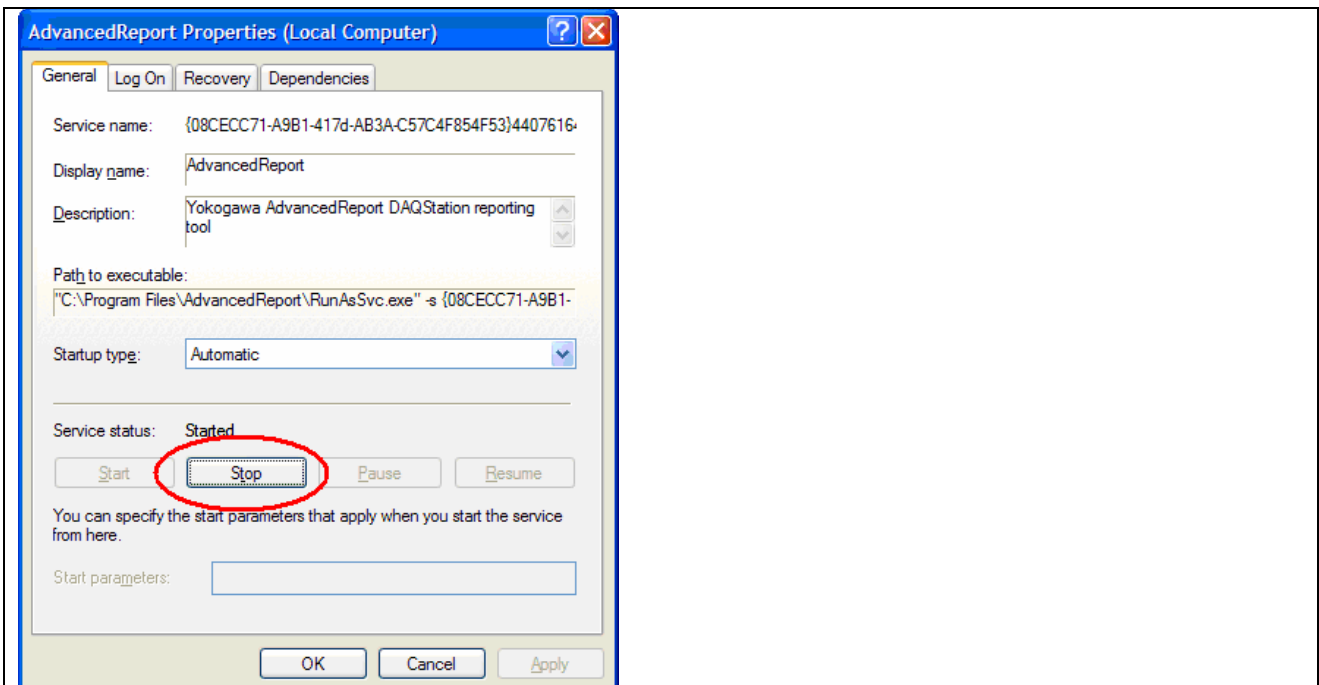 AdvancedReport Properties (Local Computer)
General Log On Recovery Dependencies
Service name: {08CECC71-A9B1-417d-AB3A-C57C4F854F53}44076164
Display name: AdvancedReport
Description: Yokogawa AdvancedReport DAQStation reporting
tool
Path to executable:
"C:\Program Files\AdvancedReport\RunAsSvc.exe" -s {08CECC71-A9B1-
Startup type: Automatic
Service status: Started
Start Stop Pause Resume
You can specify the start parameters that apply when you start the service
from here.
Start parameters:
OK Cancel Apply